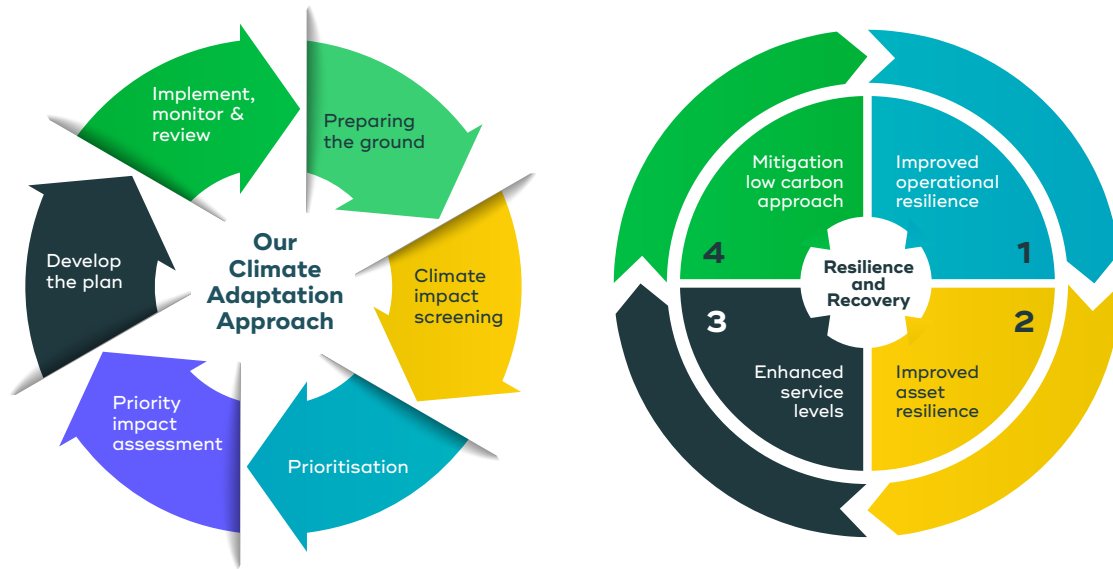 Our
Climate
Adaptation
Approach
Preparing
the ground
Climate
impact
screening
Prioritisation
Priority
impact
assessment
Develop
the plan
Implement,
monitor &
review
Resilience
and
Recovery
Improved
operational
resilience
1
2
Improved
asset
resilience
3
Enhanced
service
levels
Mitigation
low carbon
approach
4